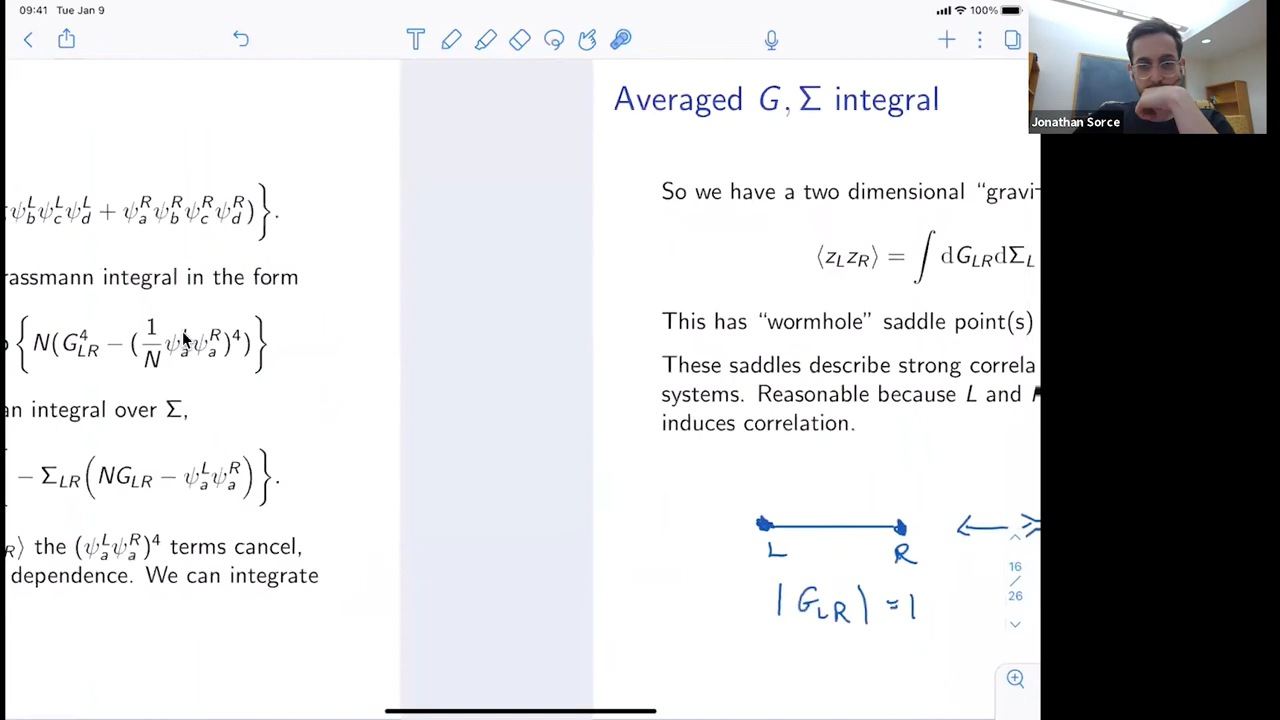 09:41 Tue Jan 9
100%
Jonathan Sorce
ψ_b^L ψ_c^L ψ_d^L + ψ_a^R ψ_b^R ψ_c^R ψ_d^R)}.
rassmann integral in the form
{N(G_{LR}^4 − (1/N ψ_a^L ψ_a^R)^4)}
an integral over Σ,
− Σ_{LR}(NG_{LR} − ψ_a^L ψ_a^R)}.
R⟩ the (ψ_a^L ψ_a^R)^4 terms cancel,
dependence. We can integrate
Averaged G, Σ integral
So we have a two dimensional “gravit
⟨z_L z_R⟩ = ∫ dG_{LR} dΣ_L
This has “wormhole” saddle point(s)
These saddles describe strong correla
systems. Reasonable because L and R
induces correlation.
L R
|G_{LR}| = 1
16
/
26